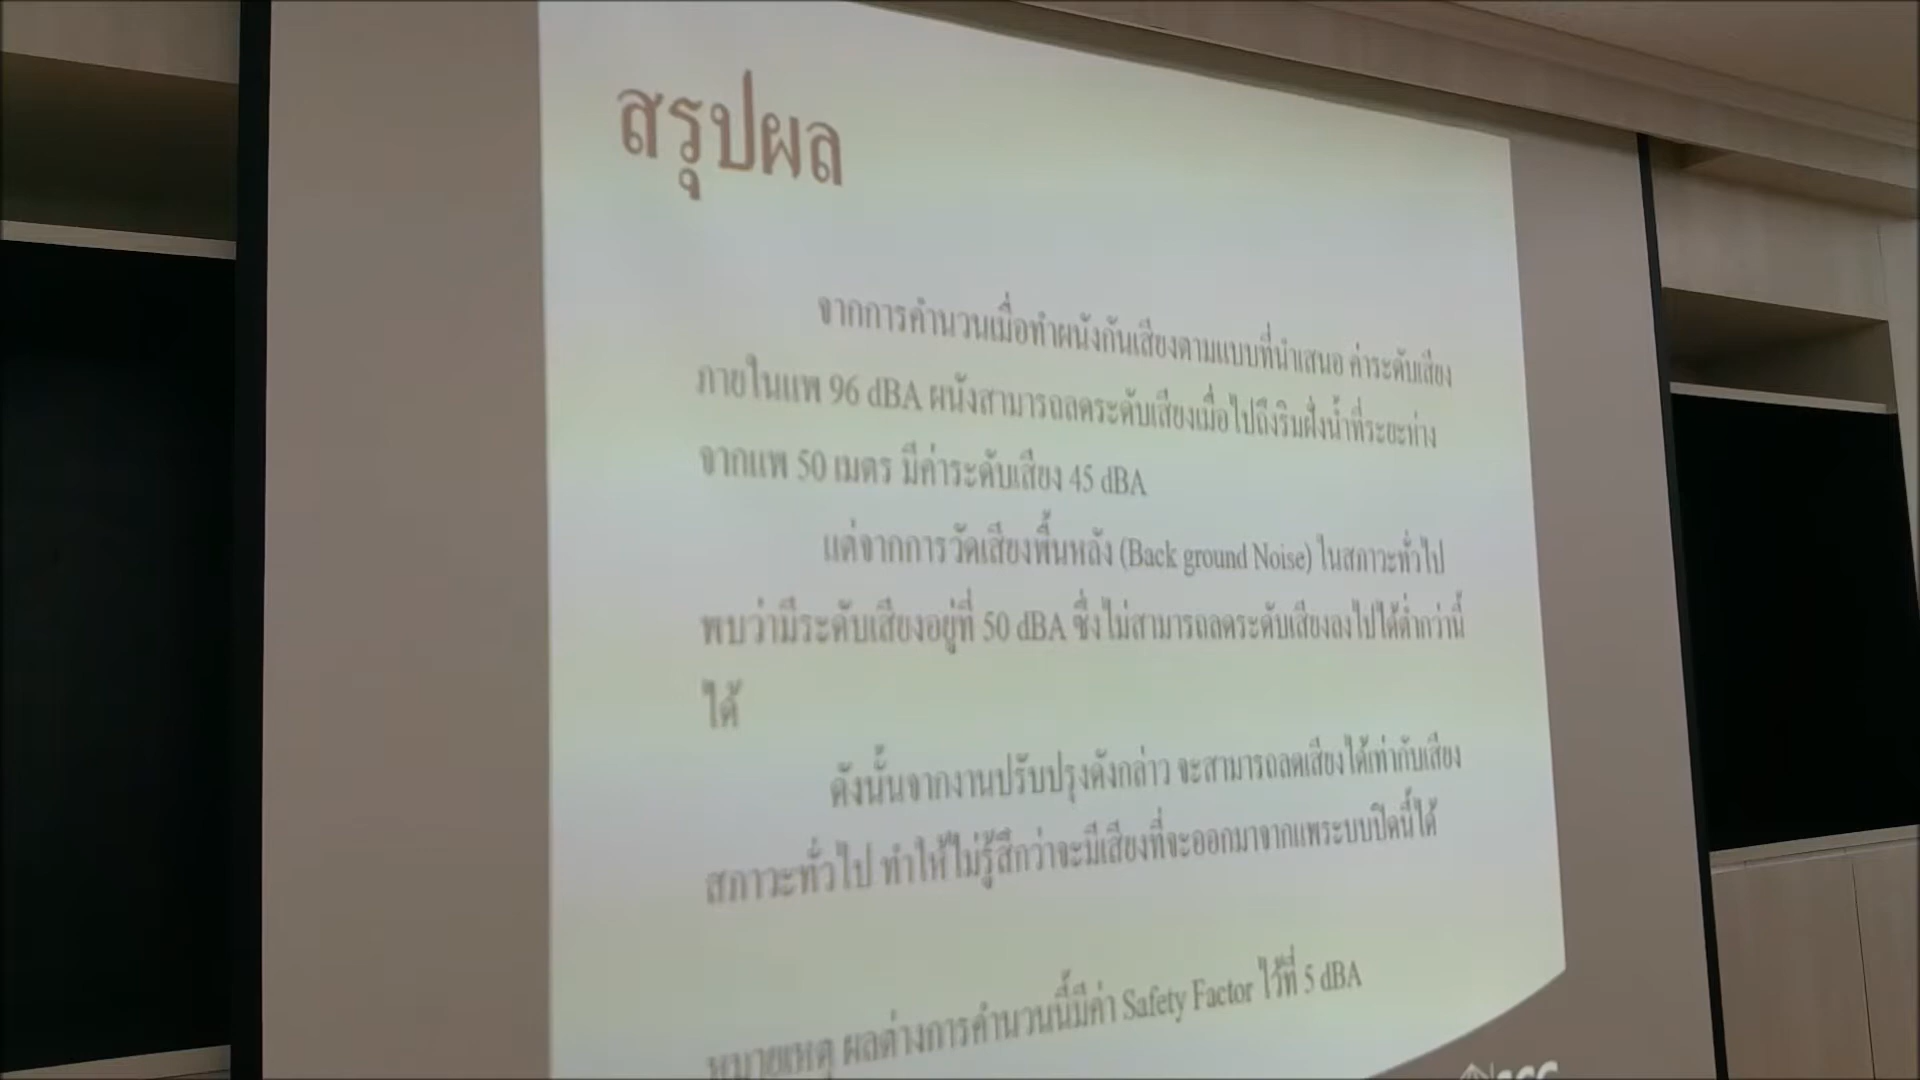 สรุปผล
จากการคำนวนเมื่อทำผนังกันเสียงตามแบบที่นำเสนอ ค่าระดับเสียง
ภายในแพ 96 dBA ผนังสามารถลดระดับเสียงเมื่อไปถึงริมฝั่งน้ำที่ระยะห่าง
จากแพ 50 เมตร มีค่าระดับเสียง 45 dBA
แต่จากการวัดเสียงพื้นหลัง (Back ground Noise) ในสภาวะทั่วไป
พบว่ามีระดับเสียงอยู่ที่ 50 dBA ซึ่งไม่สามารถลดระดับเสียงลงไปได้ต่ำกว่านี้
ได้
ดังนั้นจากงานปรับปรุงดังกล่าว จะสามารถลดเสียงได้เท่ากับเสียง
สภาวะทั่วไป ทำให้ไม่รู้สึกว่าจะมีเสียงที่จะออกมาจากแพระบบปิดนี้ได้
หมายเหตุ ผลต่างการคำนวนนี้มีค่า Safety Factor ไว้ที่ 5 dBA
SCG